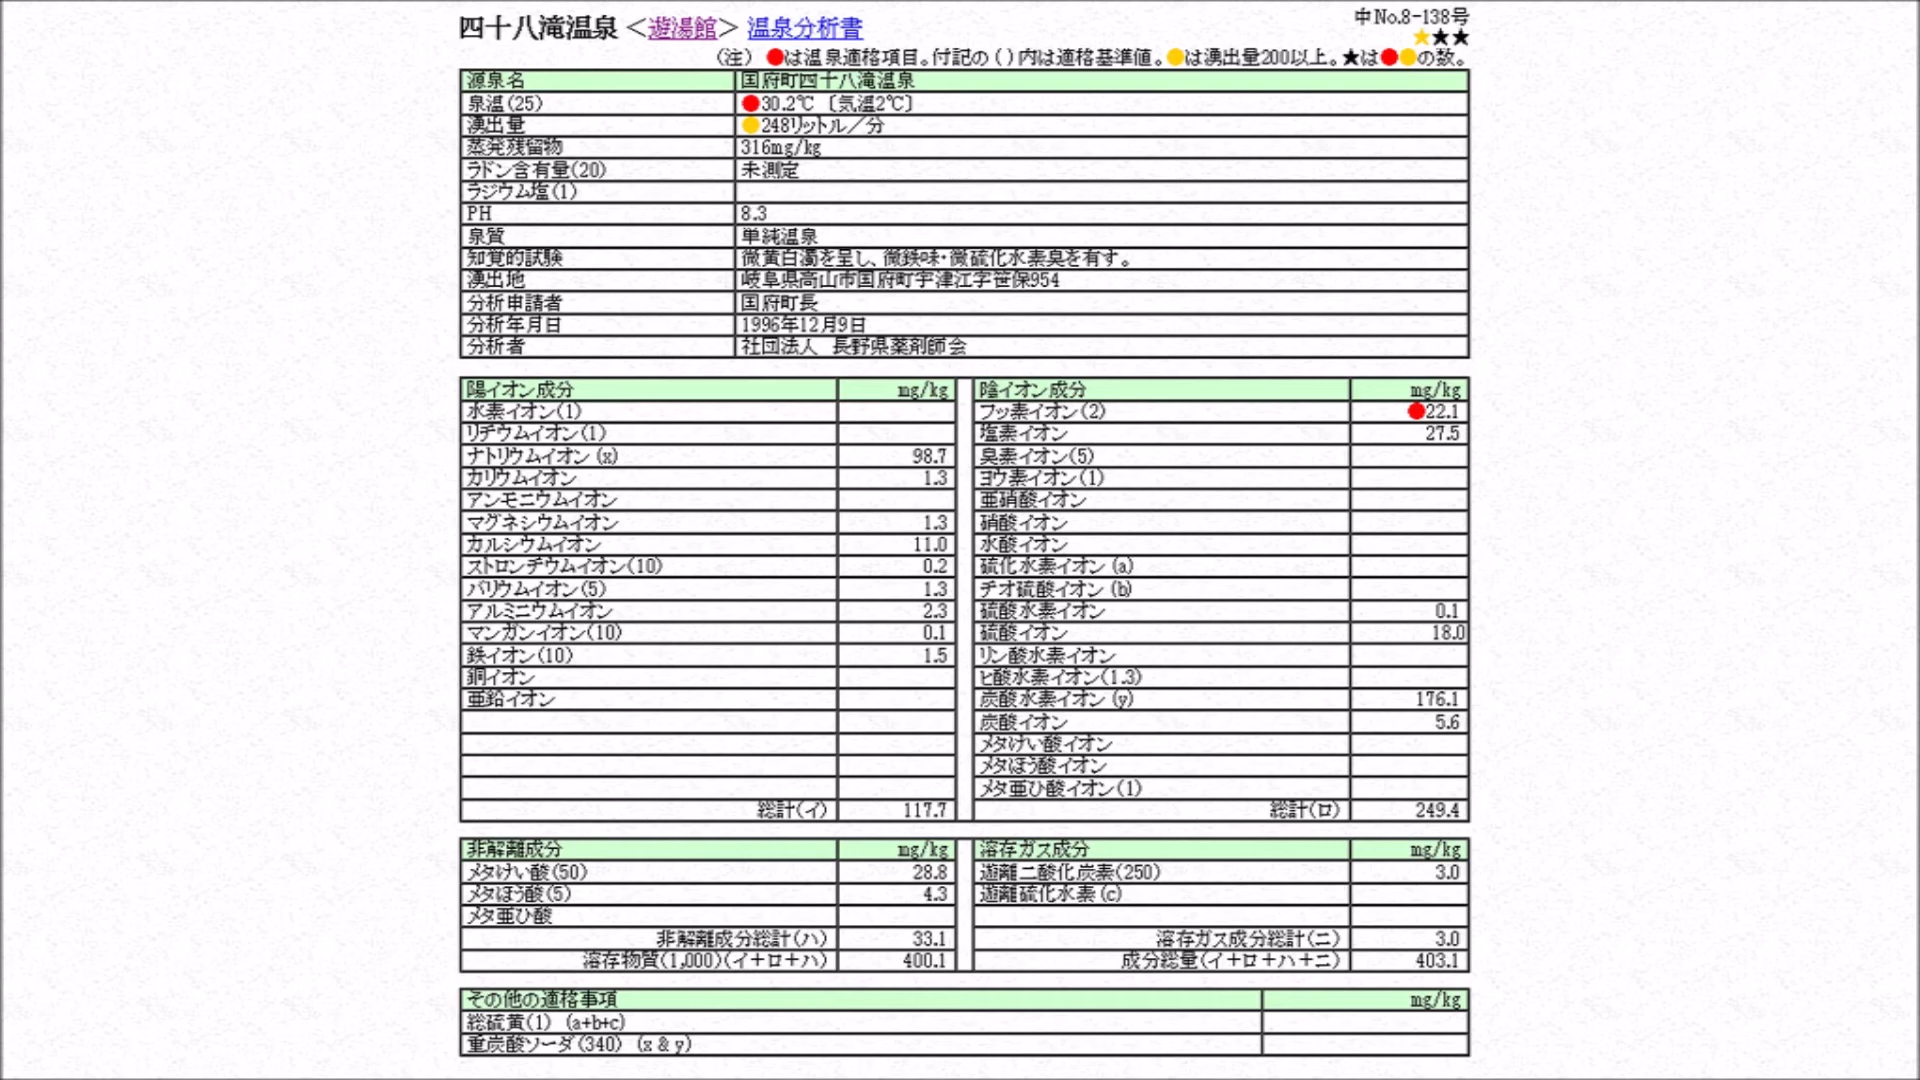 四十八滝温泉 ＜遊湯館＞ 温泉分析書
中No.8-138号
★★★
（注） ●は温泉適格項目。付記の（）内は適格基準値。●は湧出量200以上。★は●●の数。
源泉名 国府町四十八滝温泉
泉温(25) ●30.2℃ 〔気温2℃〕
湧出量 ●248リットル／分
蒸発残留物 316mg/kg
ラドン含有量(20) 未測定
ラジウム塩(1)
PH 8.3
泉質 単純温泉
知覚的試験 微黄白濁を呈し、微鉄味・微硫化水素臭を有す。
湧出地 岐阜県高山市国府町宇津江字笹保954
分析申請者 国府町長
分析年月日 1996年12月9日
分析者 社団法人 長野県薬剤師会
陽イオン成分 mg/kg 陰イオン成分 mg/kg
水素イオン(1) フッ素イオン(2) ●22.1
リチウムイオン(1) 塩素イオン 27.5
ナトリウムイオン (x) 98.7 臭素イオン(5)
カリウムイオン 1.3 ヨウ素イオン(1)
アンモニウムイオン 亜硝酸イオン
マグネシウムイオン 1.3 硝酸イオン
カルシウムイオン 11.0 水酸イオン
ストロンチウムイオン(10) 0.2 硫化水素イオン (a)
バリウムイオン(5) 1.3 チオ硫酸イオン (b)
アルミニウムイオン 2.3 硫酸水素イオン 0.1
マンガンイオン(10) 0.1 硫酸イオン 18.0
鉄イオン(10) 1.5 リン酸水素イオン
銅イオン ヒ酸水素イオン(1.3)
亜鉛イオン 炭酸水素イオン (y) 176.1
炭酸イオン 5.6
メタけい酸イオン
メタほう酸イオン
メタ亜ひ酸イオン(1)
総計(イ) 117.7 総計(ロ) 249.4
非解離成分 mg/kg 溶存ガス成分 mg/kg
メタけい酸(50) 28.8 遊離二酸化炭素(250) 3.0
メタほう酸(5) 4.3 遊離硫化水素 (c)
メタ亜ひ酸
非解離成分総計(ハ) 33.1 溶存ガス成分総計(ニ) 3.0
溶存物質(1,000)(イ＋ロ＋ハ) 400.1 成分総量(イ＋ロ＋ハ＋ニ) 403.1
その他の適格事項 mg/kg
総硫黄(1) (a+b+c)
重炭酸ソーダ(340) (x & y)